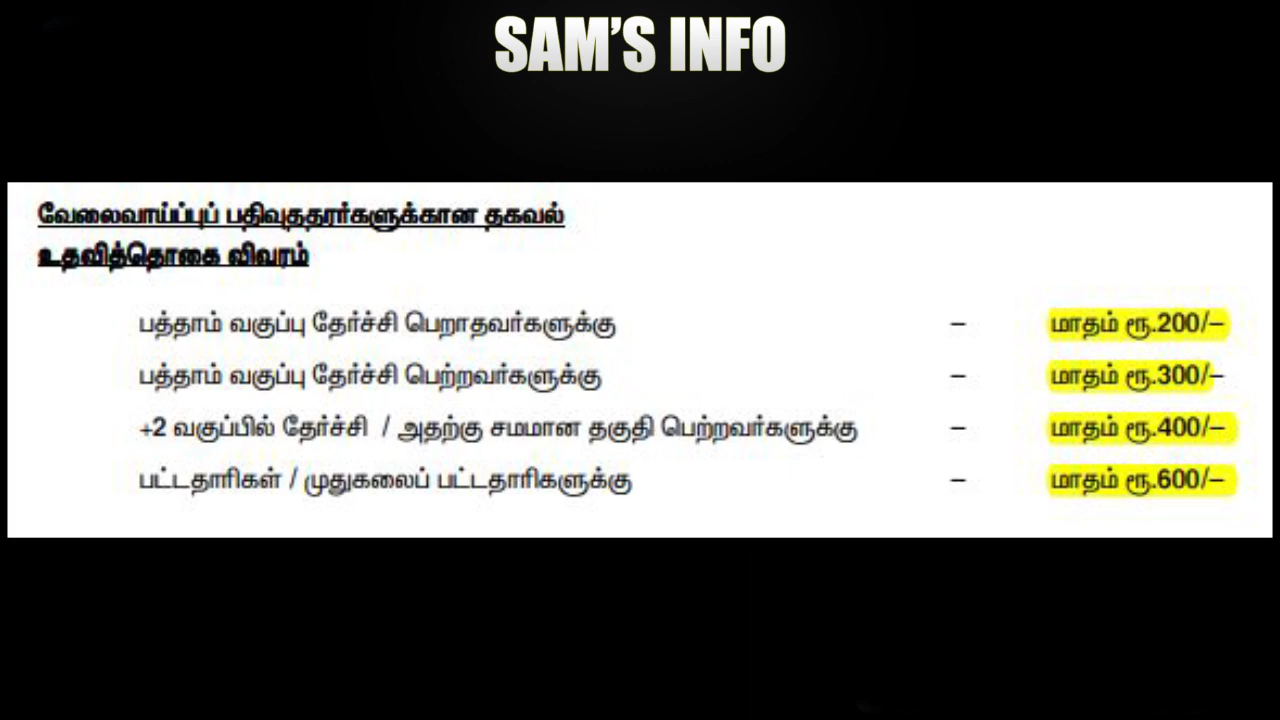 SAM'S INFO
வேலைவாய்ப்புப் பதிவுததரர்களுக்கான தகவல்
உதவித்தொகை விவரம்
பத்தாம் வகுப்பு தேர்ச்சி பெறாதவர்களுக்கு – மாதம் ரூ.200/–
பத்தாம் வகுப்பு தேர்ச்சி பெற்றவர்களுக்கு – மாதம் ரூ.300/–
+2 வகுப்பில் தேர்ச்சி / அதற்கு சமமான தகுதி பெற்றவர்களுக்கு – மாதம் ரூ.400/–
பட்டதாரிகள் / முதுகலைப் பட்டதாரிகளுக்கு – மாதம் ரூ.600/–